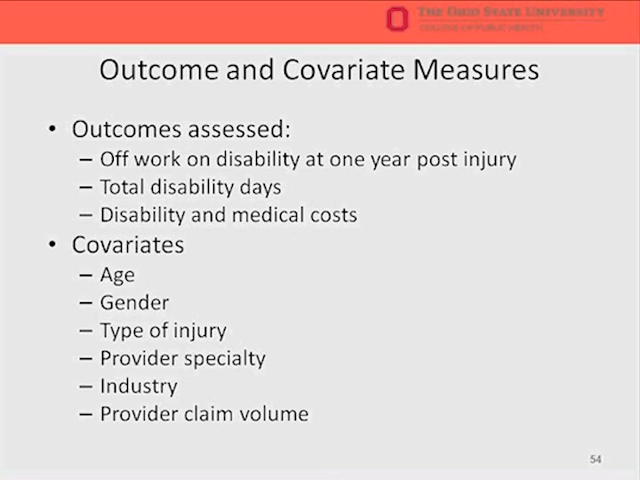 THE OHIO STATE UNIVERSITY
COLLEGE OF PUBLIC HEALTH
Outcome and Covariate Measures
• Outcomes assessed:
– Off work on disability at one year post injury
– Total disability days
– Disability and medical costs
• Covariates
– Age
– Gender
– Type of injury
– Provider specialty
– Industry
– Provider claim volume
54